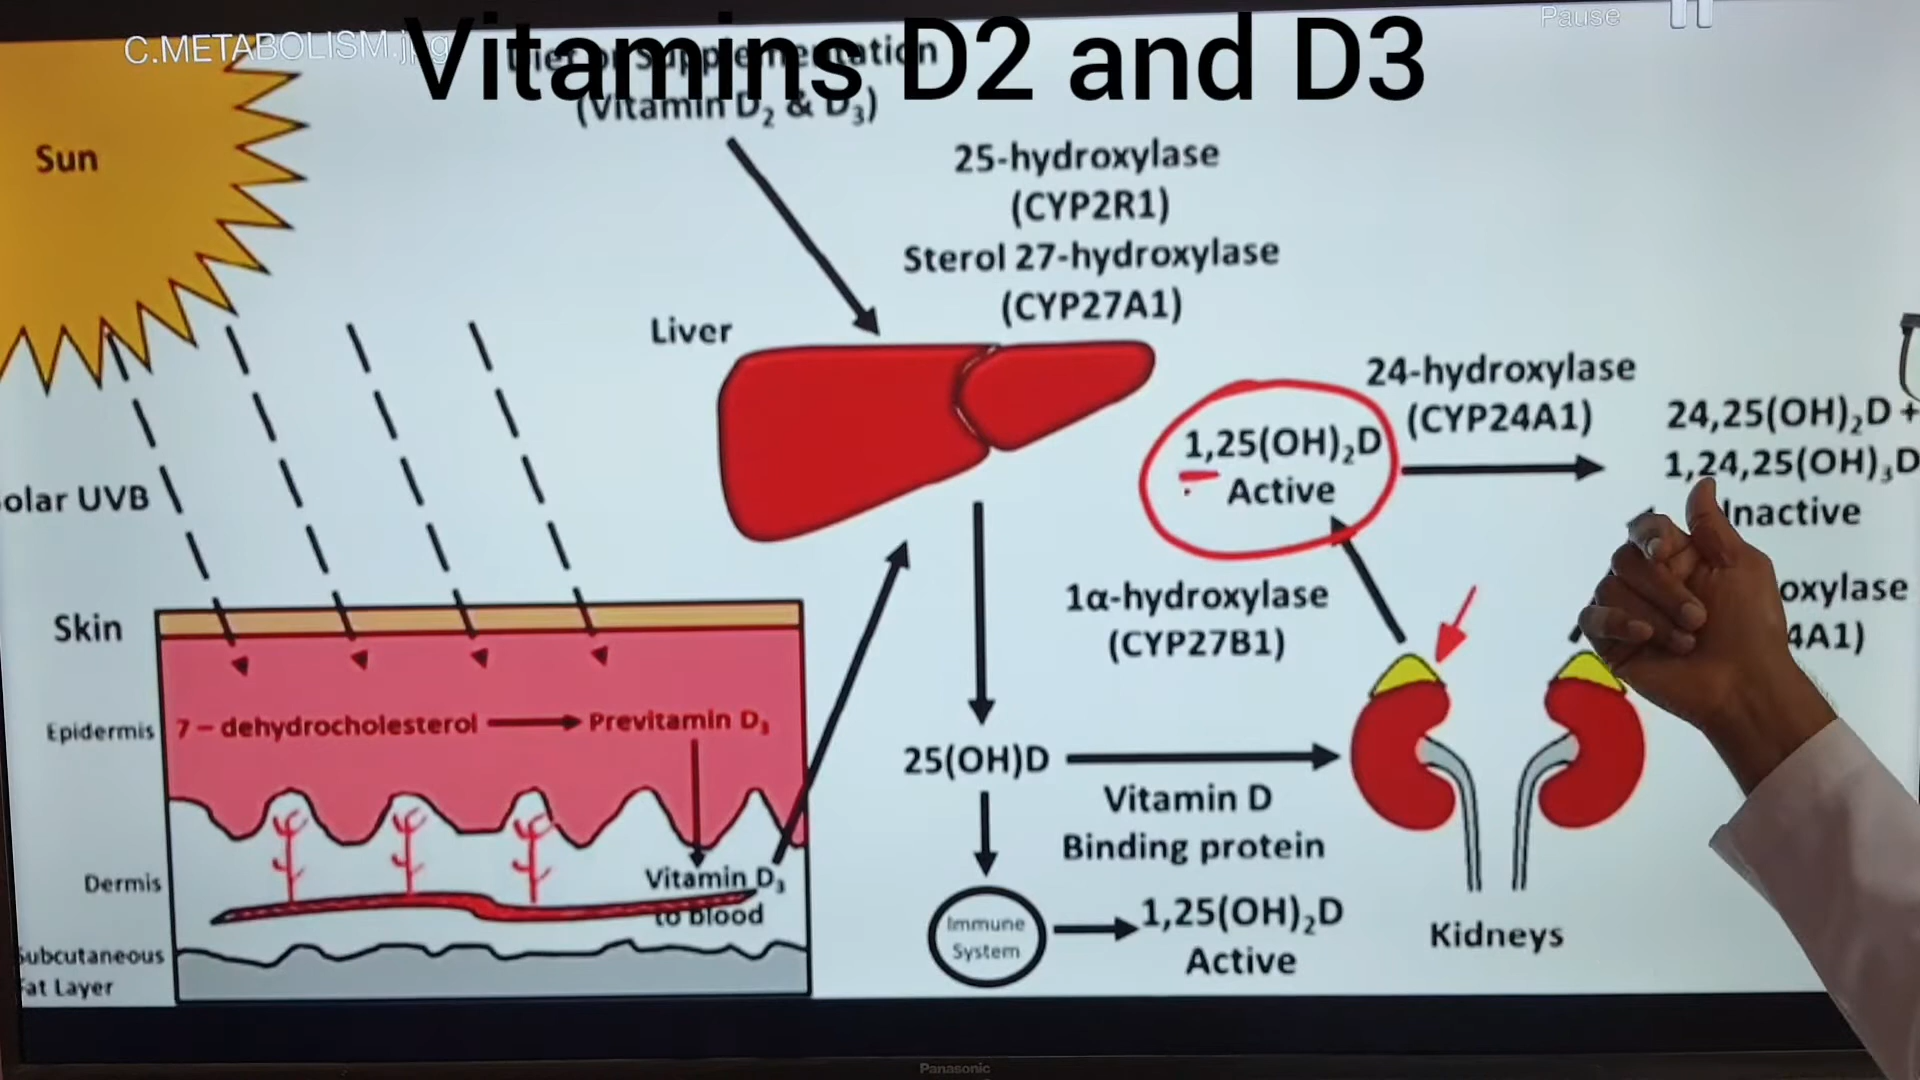 C.METABOLISM.jpg
Pause
Vitamins D2 and D3
Diet or Supplementation
(Vitamin D₂ & D₃)
Sun
25-hydroxylase
(CYP2R1)
Sterol 27-hydroxylase
(CYP27A1)
Liver
24-hydroxylase
(CYP24A1)
1,25(OH)₂D
Active
24,25(OH)₂D +
1,24,25(OH)₃D
Inactive
olar UVB
Skin
1α-hydroxylase
(CYP27B1)
oxylase
4A1)
Epidermis
7 – dehydrocholesterol
Previtamin D₃
25(OH)D
Vitamin D
Binding protein
Dermis
Vitamin D₃
to blood
Immune
System
1,25(OH)₂D
Active
Kidneys
Subcutaneous
Fat Layer
Panasonic